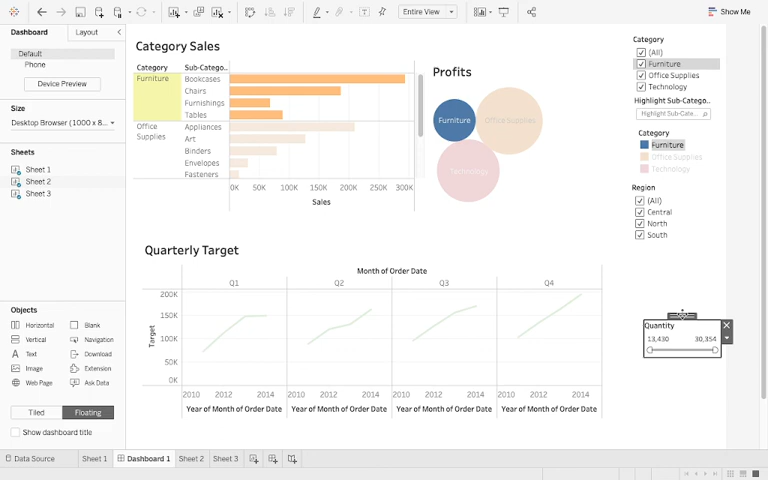 Entire View
Show Me
Dashboard
Layout
Default
Phone
Device Preview
Size
Desktop Browser (1000 x 8...
Sheets
Sheet 1
Sheet 2
Sheet 3
Objects
Horizontal
Blank
Vertical
Navigation
Text
Download
Image
Extension
Web Page
Ask Data
Tiled
Floating
Show dashboard title
Category Sales
Category
Sub-Catego..
Furniture
Bookcases
Chairs
Furnishings
Tables
Office
Supplies
Appliances
Art
Binders
Envelopes
Fasteners
0K 50K 100K 150K 200K 250K 300K
Sales
Profits
Furniture
Office Supplies
Technology
Category
(All)
Furniture
Office Supplies
Technology
Highlight Sub-Catego..
Highlight Sub-Cate...
Category
Furniture
Office Supplies
Technology
Region
(All)
Central
North
South
Quarterly Target
Month of Order Date
Q1 Q2 Q3 Q4
Target
200K
150K
100K
50K
0K
2010 2012 2014 2010 2012 2014 2010 2012 2014 2010 2012 2014
Year of Month of Order Date Year of Month of Order Date Year of Month of Order Date Year of Month of Order Date
Quantity
13,430 30,354
Data Source
Sheet 1
Dashboard 1
Sheet 2
Sheet 3